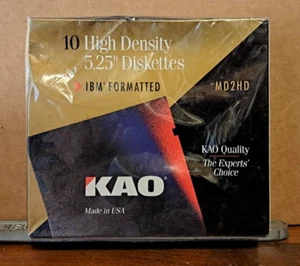 10 High Density
5.25" Diskettes
IBM® FORMATTED
MD2HD
KAO Quality
The Experts'
Choice
KAO
Made in USA